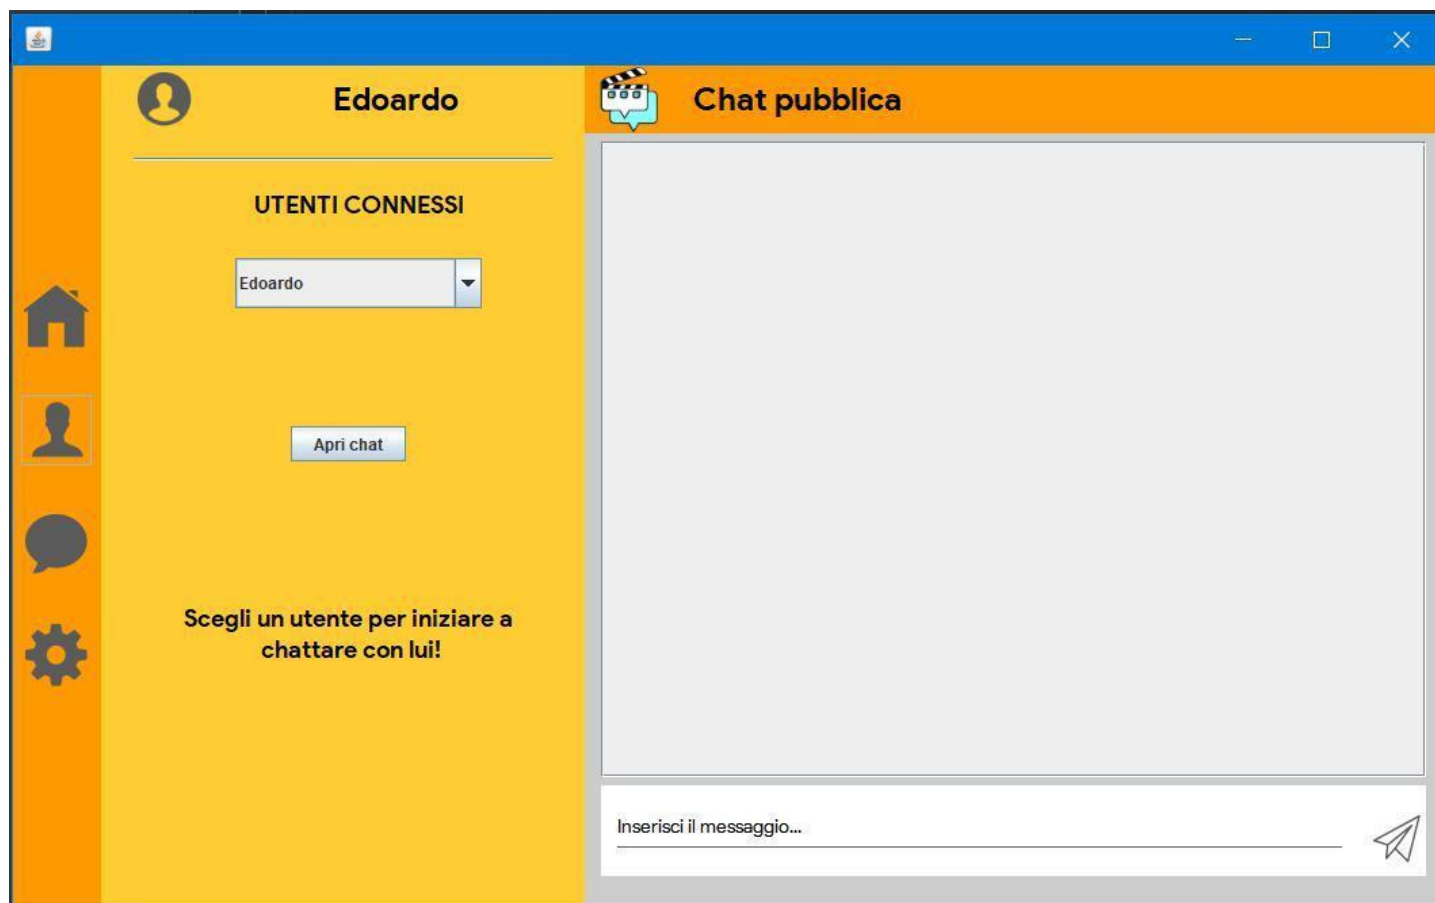 Edoardo
Chat pubblica
UTENTI CONNESSI
Edoardo
Apri chat
Scegli un utente per iniziare a
chattare con lui!
Inserisci il messaggio...